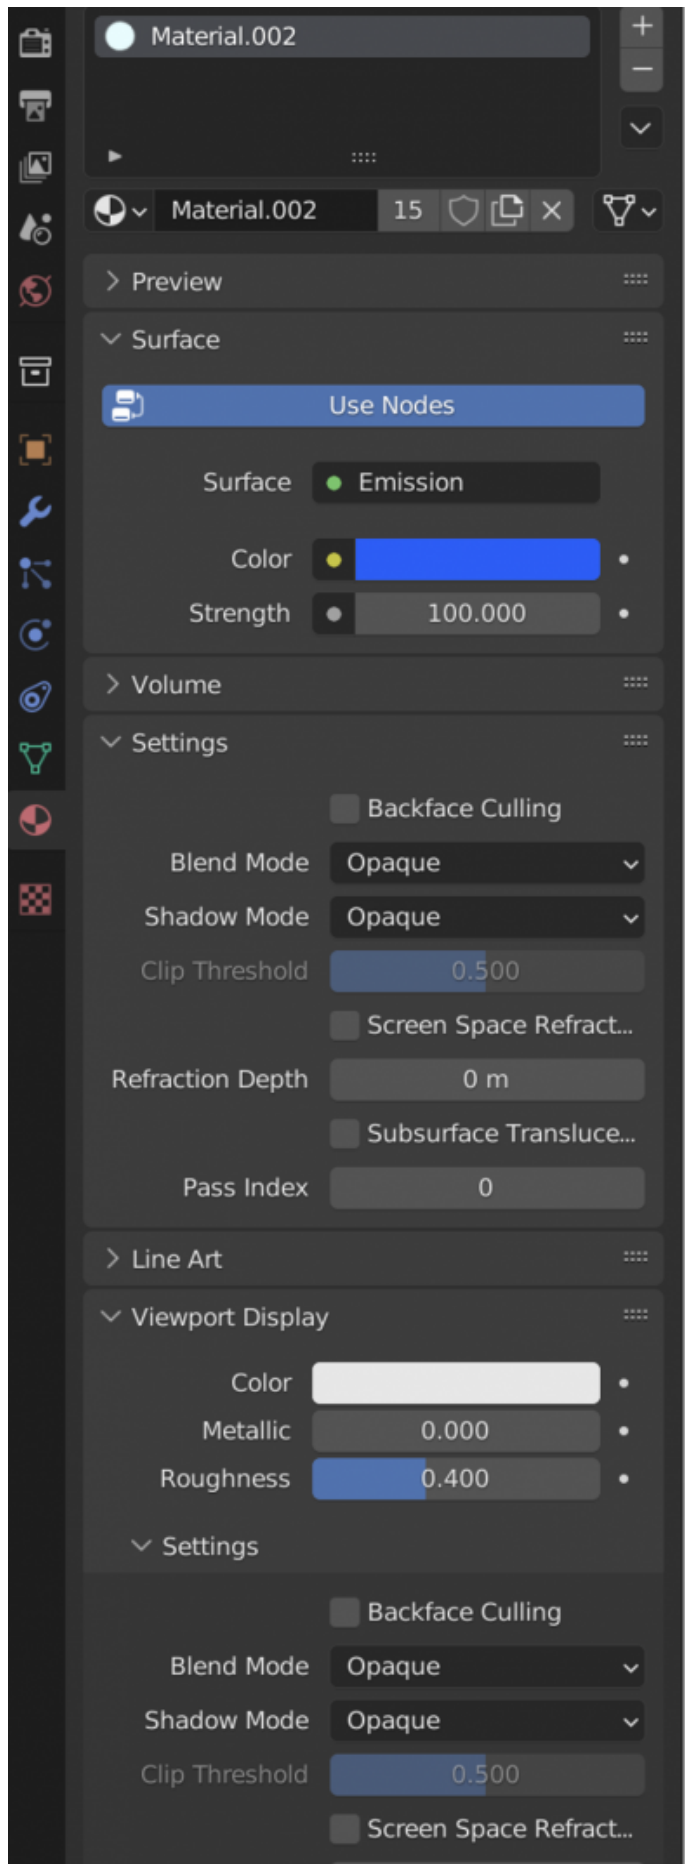 Material.002
Material.002 15
Preview
Surface
Use Nodes
Surface Emission
Color
Strength 100.000
Volume
Settings
Backface Culling
Blend Mode Opaque
Shadow Mode Opaque
Clip Threshold 0.500
Screen Space Refract...
Refraction Depth 0 m
Subsurface Transluce...
Pass Index 0
Line Art
Viewport Display
Color
Metallic 0.000
Roughness 0.400
Settings
Backface Culling
Blend Mode Opaque
Shadow Mode Opaque
Clip Threshold 0.500
Screen Space Refract...